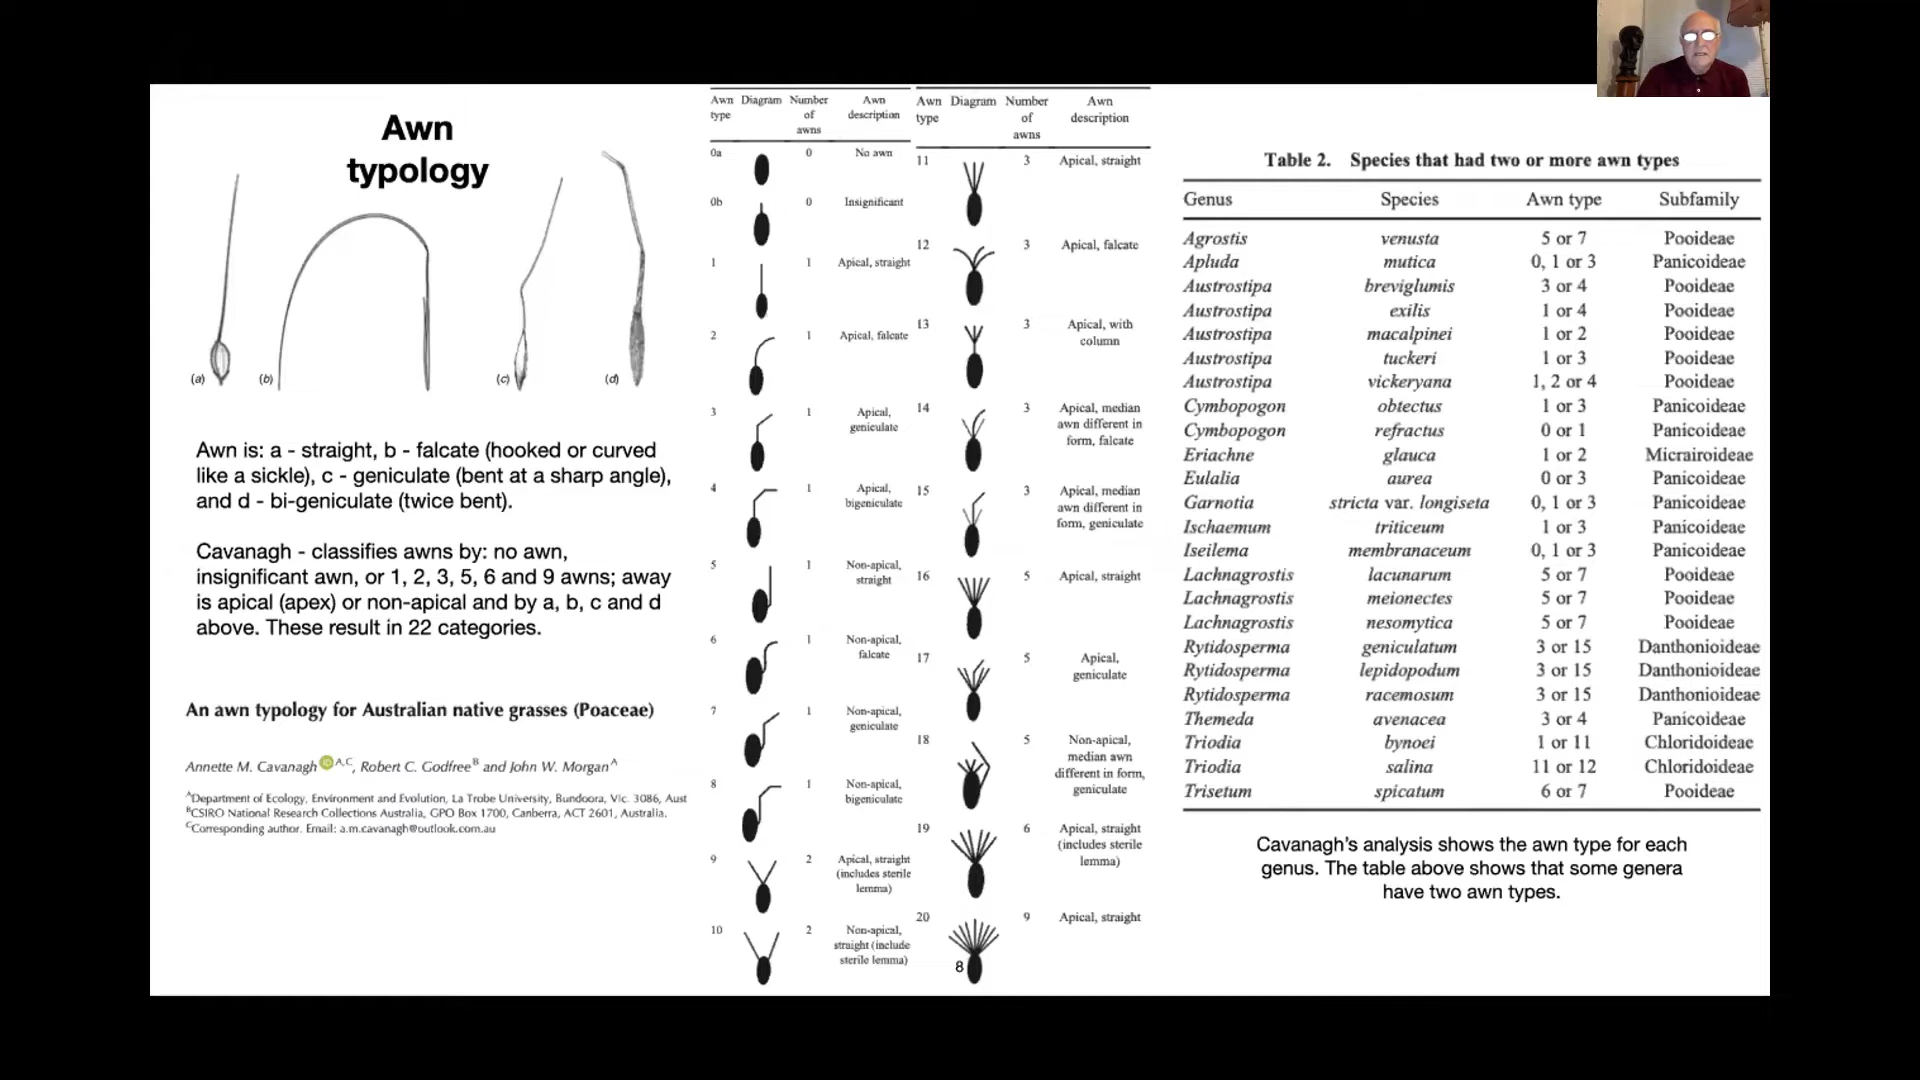 Awn
typology
(a)
(b)
(c)
(d)
Awn is: a - straight, b - falcate (hooked or curved
like a sickle), c - geniculate (bent at a sharp angle),
and d - bi-geniculate (twice bent).
Cavanagh - classifies awns by: no awn,
insignificant awn, or 1, 2, 3, 5, 6 and 9 awns; away
is apical (apex) or non-apical and by a, b, c and d
above. These result in 22 categories.
An awn typology for Australian native grasses (Poaceae)
Annette M. Cavanagh iD A,C, Robert C. Godfree B and John W. Morgan A
A Department of Ecology, Environment and Evolution, La Trobe University, Bundoora, Vic. 3086, Aust
B CSIRO National Research Collections Australia, GPO Box 1700, Canberra, ACT 2601, Australia.
C Corresponding author. Email: a.m.cavanagh@outlook.com.au
Awn type Diagram Number of awns Awn description
0a 0 No awn
0b 0 Insignificant
1 1 Apical, straight
2 1 Apical, falcate
3 1 Apical, geniculate
4 1 Apical, bigeniculate
5 1 Non-apical, straight
6 1 Non-apical, falcate
7 1 Non-apical, geniculate
8 1 Non-apical, bigeniculate
9 2 Apical, straight (includes sterile lemma)
10 2 Non-apical, straight (include sterile lemma)
Awn type Diagram Number of awns Awn description
11 3 Apical, straight
12 3 Apical, falcate
13 3 Apical, with column
14 3 Apical, median awn different in form, falcate
15 3 Apical, median awn different in form, geniculate
16 5 Apical, straight
17 5 Apical, geniculate
18 5 Non-apical, median awn different in form, geniculate
19 6 Apical, straight (includes sterile lemma)
20 9 Apical, straight
8
Table 2. Species that had two or more awn types
Genus Species Awn type Subfamily
Agrostis venusta 5 or 7 Pooideae
Apluda mutica 0, 1 or 3 Panicoideae
Austrostipa breviglumis 3 or 4 Pooideae
Austrostipa exilis 1 or 4 Pooideae
Austrostipa macalpinei 1 or 2 Pooideae
Austrostipa tuckeri 1 or 3 Pooideae
Austrostipa vickeryana 1, 2 or 4 Pooideae
Cymbopogon obtectus 1 or 3 Panicoideae
Cymbopogon refractus 0 or 1 Panicoideae
Eriachne glauca 1 or 2 Micrairoideae
Eulalia aurea 0 or 3 Panicoideae
Garnotia stricta var. longiseta 0, 1 or 3 Panicoideae
Ischaemum triticeum 1 or 3 Panicoideae
Iseilema membranaceum 0, 1 or 3 Panicoideae
Lachnagrostis lacunarum 5 or 7 Pooideae
Lachnagrostis meionectes 5 or 7 Pooideae
Lachnagrostis nesomytica 5 or 7 Pooideae
Rytidosperma geniculatum 3 or 15 Danthonioideae
Rytidosperma lepidopodum 3 or 15 Danthonioideae
Rytidosperma racemosum 3 or 15 Danthonioideae
Themeda avenacea 3 or 4 Panicoideae
Triodia bynoei 1 or 11 Chloridoideae
Triodia salina 11 or 12 Chloridoideae
Trisetum spicatum 6 or 7 Pooideae
Cavanagh's analysis shows the awn type for each
genus. The table above shows that some genera
have two awn types.